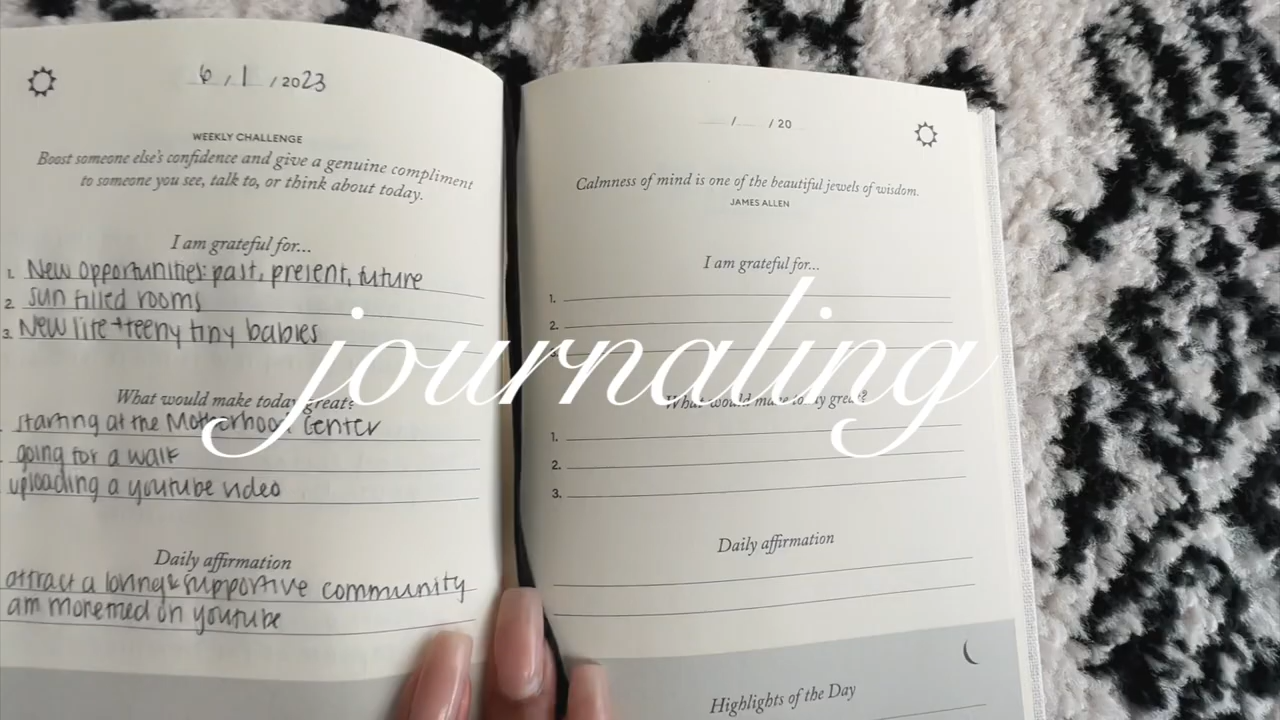 6 / 1 / 2023
WEEKLY CHALLENGE
Boost someone else's confidence and give a genuine compliment
to someone you see, talk to, or think about today.
I am grateful for...
1. New opportunities: past, present, future
2. sun filled rooms
3. New life + teeny tiny babies
What would make today great?
starting at the Motherhood Center
going for a walk
uploading a youtube video
Daily affirmation
attract a loving & supportive community
am on youtube
/ / 20
Calmness of mind is one of the beautiful jewels of wisdom.
JAMES ALLEN
I am grateful for...
1.
2.
journaling
What would make today great?
1.
2.
3.
Daily affirmation
Highlights of the Day